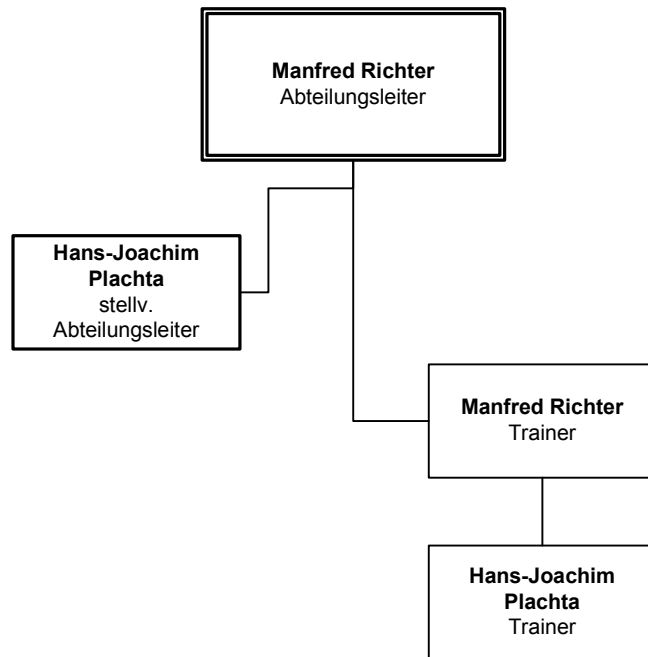 Manfred Richter
Abteilungsleiter
Hans-Joachim
Plachta
stellv.
Abteilungsleiter
Manfred Richter
Trainer
Hans-Joachim
Plachta
Trainer